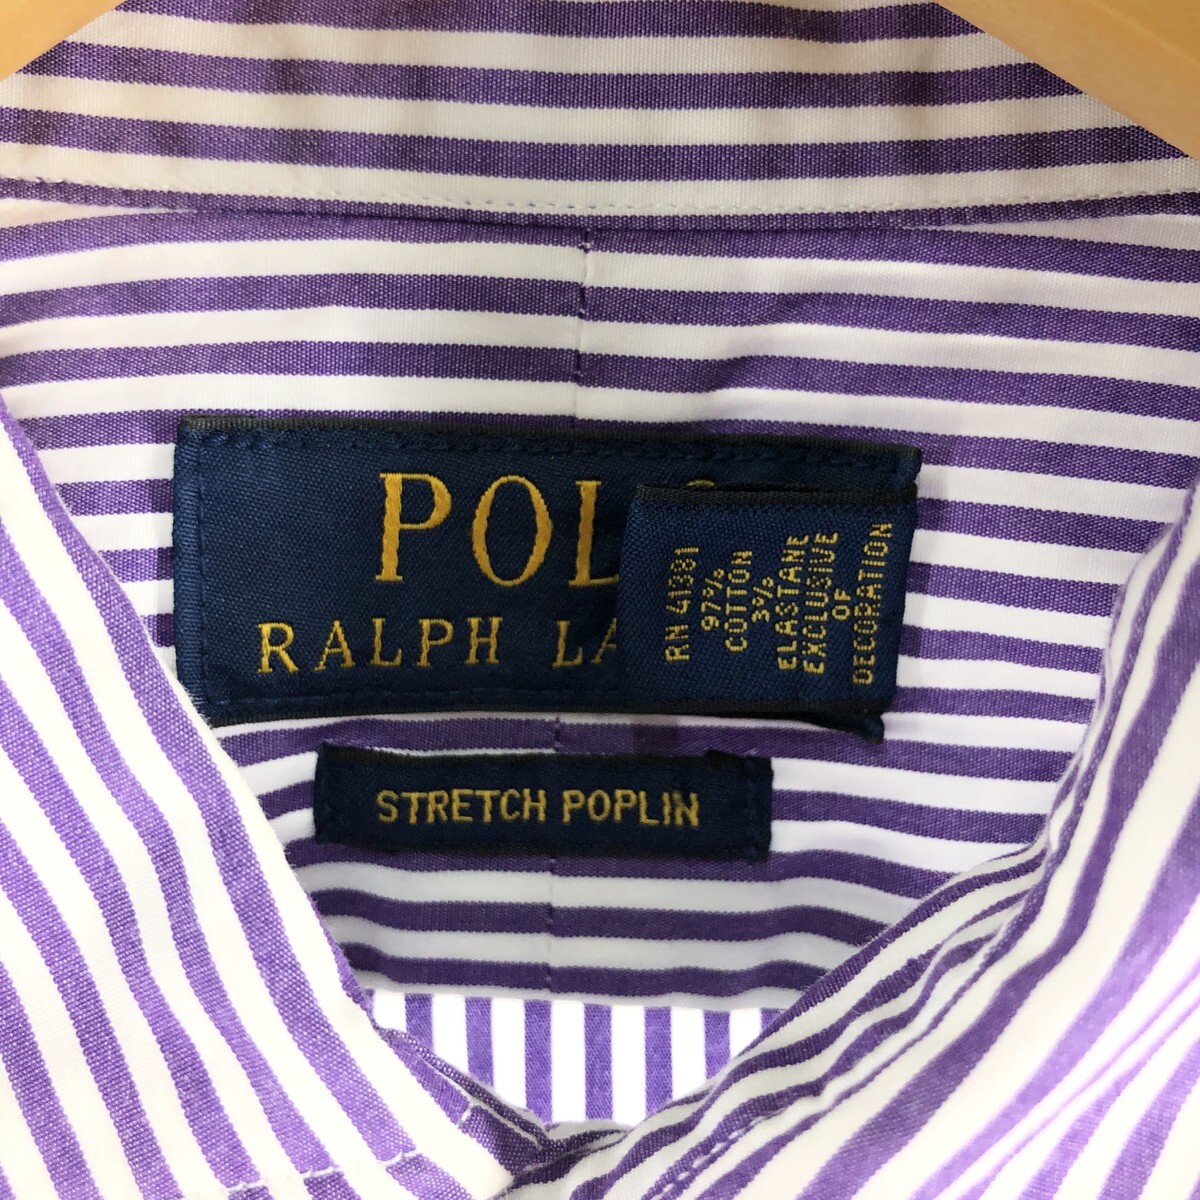 POL
RALPH LA
RN 41381
97%
COTTON
3%
ELASTANE
EXCLUSIVE
OF
DECORATION
STRETCH POPLIN